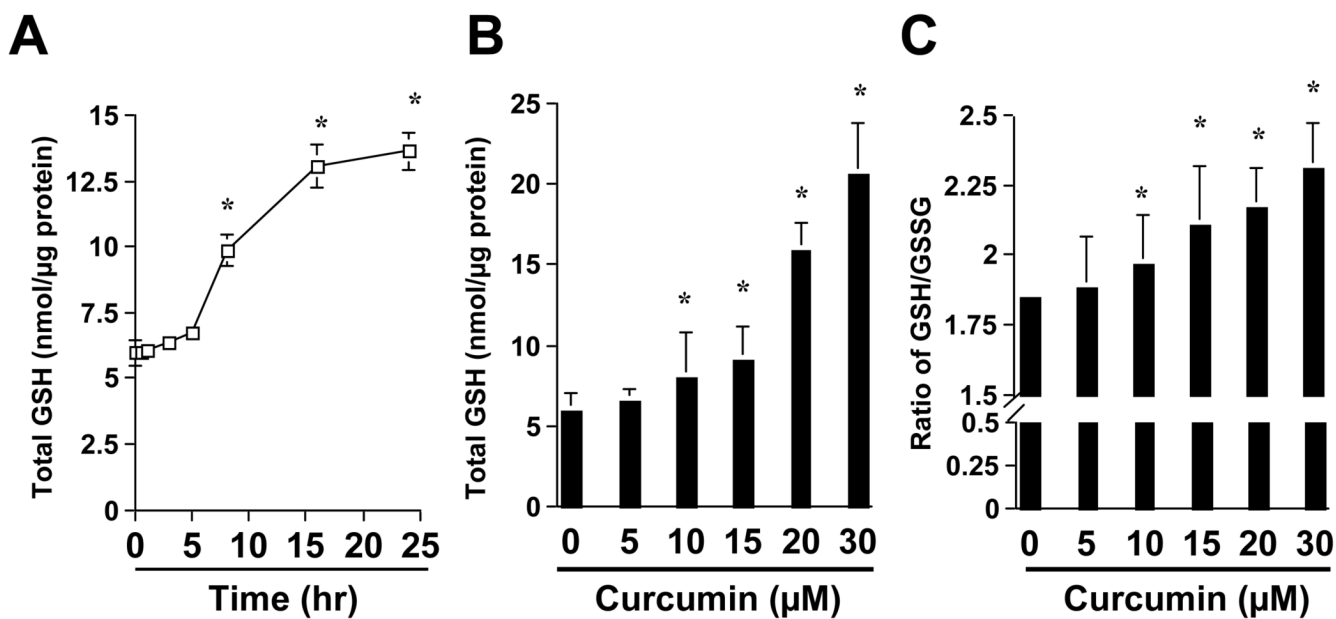 A
Total GSH (nmol/µg protein)
15
12.5
10
7.5
5
2.5
0
*
*
*
0 5 10 15 20 25
Time (hr)
B
Total GSH (nmol/µg protein)
25
20
15
10
5
0
*
*
*
*
0 5 10 15 20 30
Curcumin (µM)
C
Ratio of GSH/GSSG
2.5
2.25
2
1.75
1.5
0.5
0.25
0
*
*
*
*
0 5 10 15 20 30
Curcumin (µM)